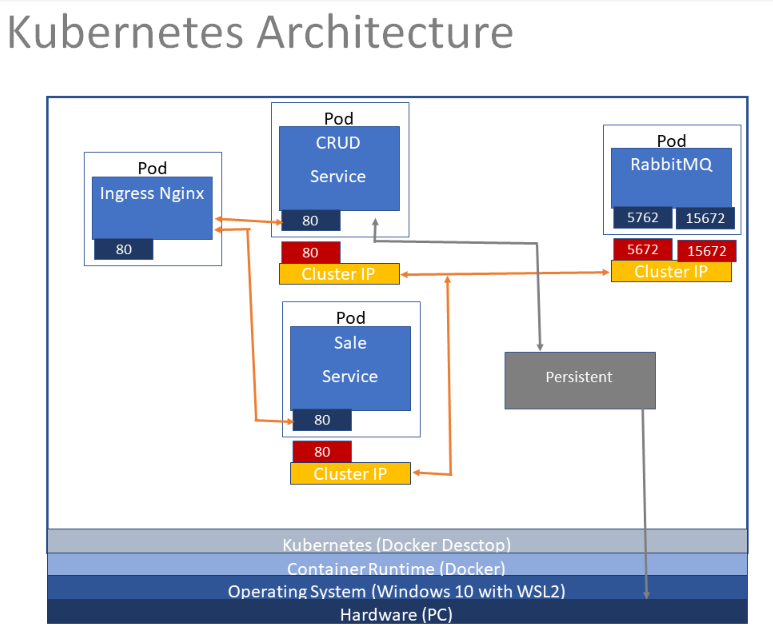 Kubernetes Architecture
Pod
CRUD
Service
80
80
Cluster IP
Pod
Ingress Nginx
80
Pod
RabbitMQ
5762
15672
5672
15672
Cluster IP
Pod
Sale
Service
80
80
Cluster IP
Persistent
Kubernetes (Docker Desctop)
Container Runtime (Docker)
Operating System (Windows 10 with WSL2)
Hardware (PC)